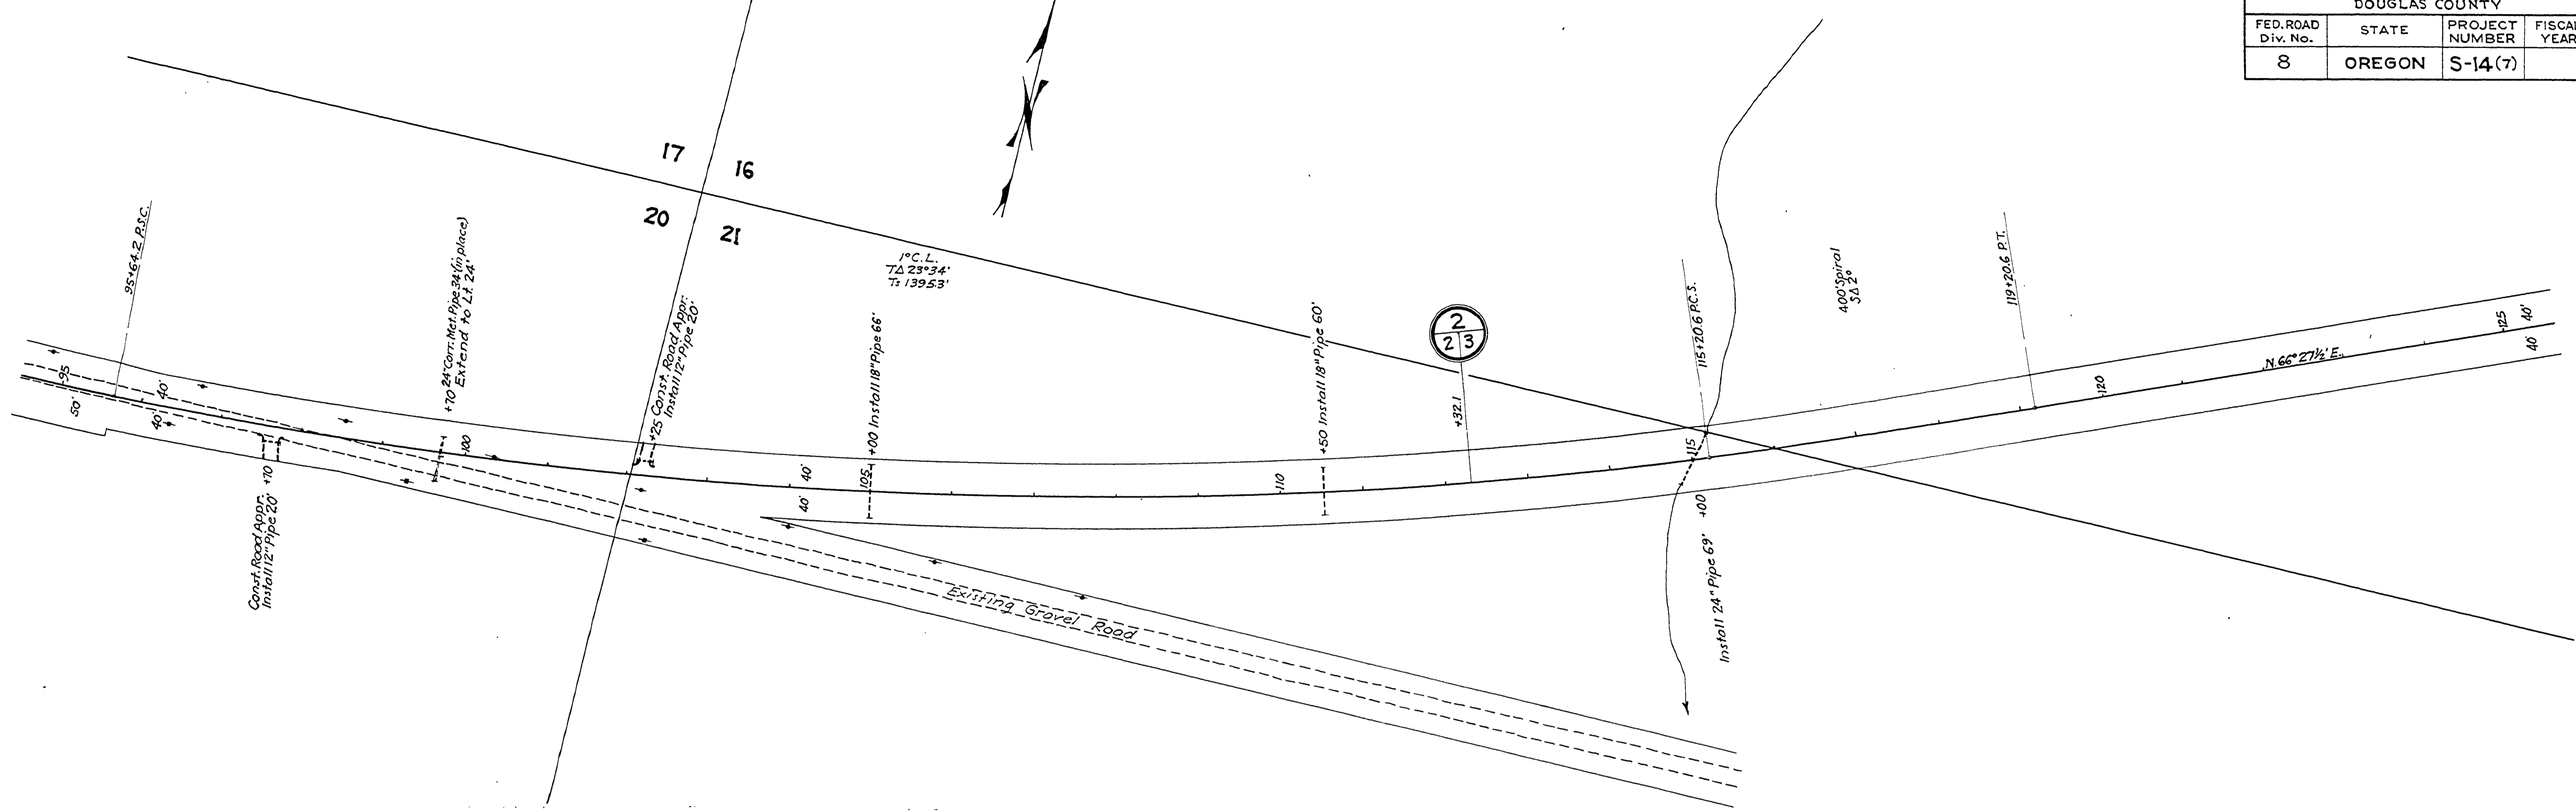 DOUGLAS COUNTY
FED. ROAD Div. No.
STATE
PROJECT NUMBER
8
OREGON
S-14(7)
17
16
20
21
95+64.2 P.S.C.
+70 24" Corr. Met. Pipe 34' (in place)
Extend to Lt. 24'
+25 Const. Road Appr.
Install 12" Pipe 20'
1° C.L.
TΔ 23°34'
T= 1395.3'
+00 Install 18" Pipe 66'
+50 Install 18" Pipe 60'
2
2 3
+32.1
115+20.6 P.C.S.
400' Spiral
SΔ 2°
119+20.6 P.T.
N. 66° 27½' E.
95
50'
40'
40'
100
40'
40'
105
110
115
120
125
40'
40'
Const. Road Appr. +70
Install 12" Pipe 20'
Existing Gravel Road
Install 24" Pipe 69' +00